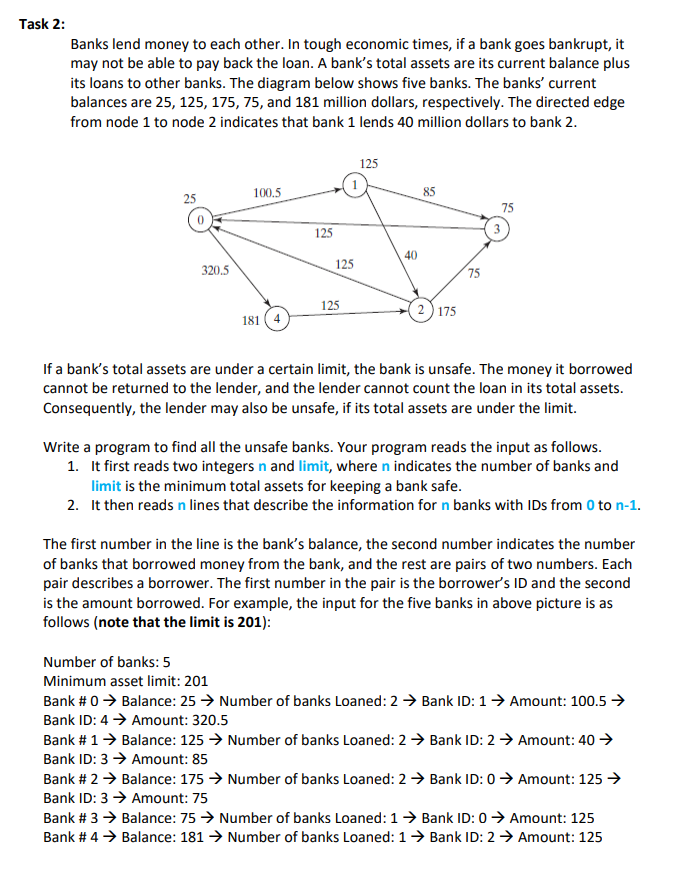 Task 2:
Banks lend money to each other. In tough economic times, if a bank goes bankrupt, it
may not be able to pay back the loan. A bank's total assets are its current balance plus
its loans to other banks. The diagram below shows five banks. The banks' current
balances are 25, 125, 175, 75, and 181 million dollars, respectively. The directed edge
from node 1 to node 2 indicates that bank 1 lends 40 million dollars to bank 2.
125
1
25
100.5
85
75
0
125
3
40
320.5
125
75
125
181 4
2 175
If a bank's total assets are under a certain limit, the bank is unsafe. The money it borrowed
cannot be returned to the lender, and the lender cannot count the loan in its total assets.
Consequently, the lender may also be unsafe, if its total assets are under the limit.
Write a program to find all the unsafe banks. Your program reads the input as follows.
1. It first reads two integers n and limit, where n indicates the number of banks and
limit is the minimum total assets for keeping a bank safe.
2. It then reads n lines that describe the information for n banks with IDs from 0 to n-1.
The first number in the line is the bank's balance, the second number indicates the number
of banks that borrowed money from the bank, and the rest are pairs of two numbers. Each
pair describes a borrower. The first number in the pair is the borrower's ID and the second
is the amount borrowed. For example, the input for the five banks in above picture is as
follows (note that the limit is 201):
Number of banks: 5
Minimum asset limit: 201
Bank # 0 → Balance: 25 → Number of banks Loaned: 2 → Bank ID: 1 → Amount: 100.5 →
Bank ID: 4 → Amount: 320.5
Bank # 1 → Balance: 125 → Number of banks Loaned: 2 → Bank ID: 2 → Amount: 40 →
Bank ID: 3 → Amount: 85
Bank # 2 → Balance: 175 → Number of banks Loaned: 2 → Bank ID: 0 → Amount: 125 →
Bank ID: 3 → Amount: 75
Bank # 3 → Balance: 75 → Number of banks Loaned: 1 → Bank ID: 0 → Amount: 125
Bank # 4 → Balance: 181 → Number of banks Loaned: 1 → Bank ID: 2 → Amount: 125